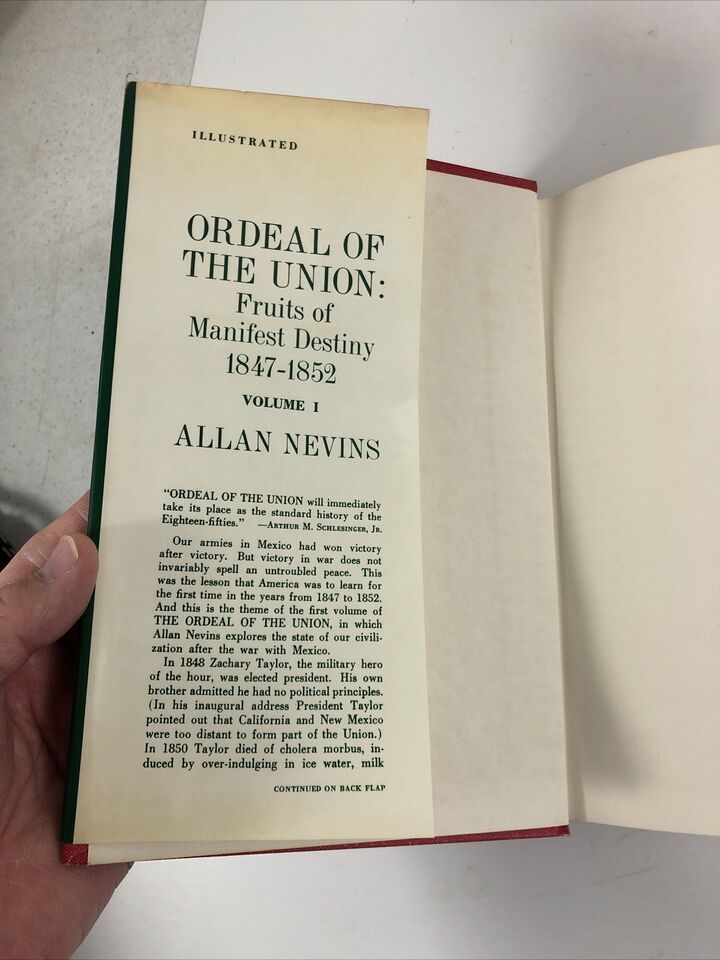 ILLUSTRATED
ORDEAL OF
THE UNION:
Fruits of
Manifest Destiny
1847-1852
VOLUME I
ALLAN NEVINS
“ORDEAL OF THE UNION will immediately
take its place as the standard history of the
Eighteen-fifties.” —ARTHUR M. SCHLESINGER, JR.
Our armies in Mexico had won victory
after victory. But victory in war does not
invariably spell an untroubled peace. This
was the lesson that America was to learn for
the first time in the years from 1847 to 1852.
And this is the theme of the first volume of
THE ORDEAL OF THE UNION, in which
Allan Nevins explores the state of our civili-
zation after the war with Mexico.
In 1848 Zachary Taylor, the military hero
of the hour, was elected president. His own
brother admitted he had no political principles.
(In his inaugural address President Taylor
pointed out that California and New Mexico
were too distant to form part of the Union.)
In 1850 Taylor died of cholera morbus, in-
duced by over-indulging in ice water, milk
CONTINUED ON BACK FLAP